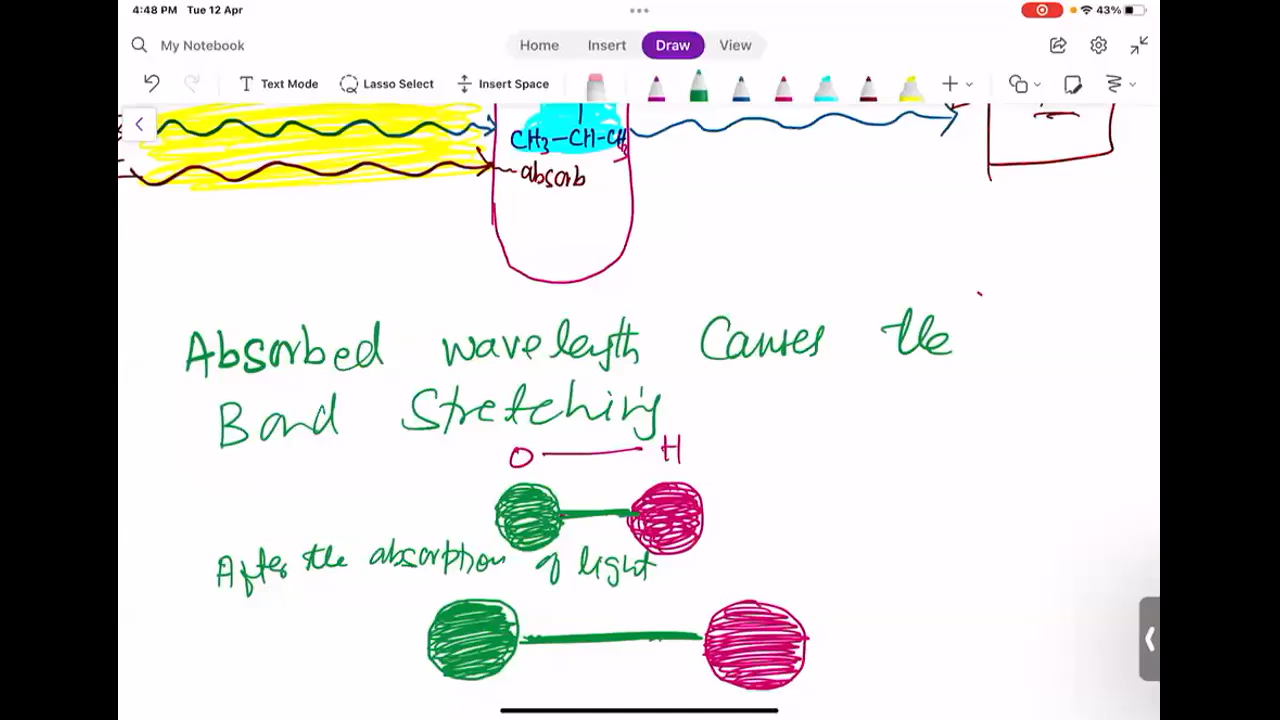 4:48 PM Tue 12 Apr
43%
My Notebook
Home Insert Draw View
Text Mode Lasso Select Insert Space
CH3-CH-CH3
absorb
Absorbed wavelength causes the
Bond Stretching
O H
After the absorption of light